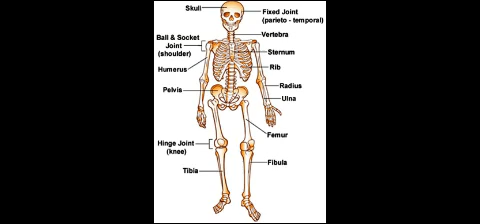 Skull
Fixed Joint
(parieto - temporal)
Vertebra
Ball & Socket
Joint
(shoulder)
Sternum
Humerus
Rib
Pelvis
Radius
Ulna
Femur
Hinge Joint
(knee)
Fibula
Tibia